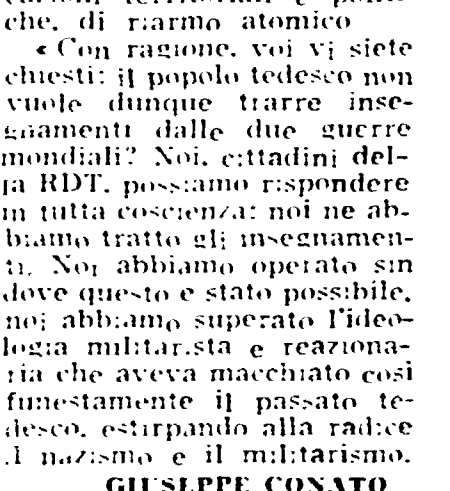 che, di riarmo atomico
« Con ragione, voi vi siete
chiesti: il popolo tedesco non
vuole dunque trarre inse-
gnamenti dalle due guerre
mondiali? Noi, cittadini del-
la RDT, possiamo rispondere
in tutta coscienza: noi ne ab-
biamo tratto gli insegnamen-
ti. Noi abbiamo operato sin
dove questo e stato possibile,
noi abbiamo superato l'ideo-
logia militarista e reaziona-
ria che aveva macchiato così
funestamente il passato te-
desco, estirpando alla radice
il nazismo e il militarismo.
GIUSEPPE CONATO